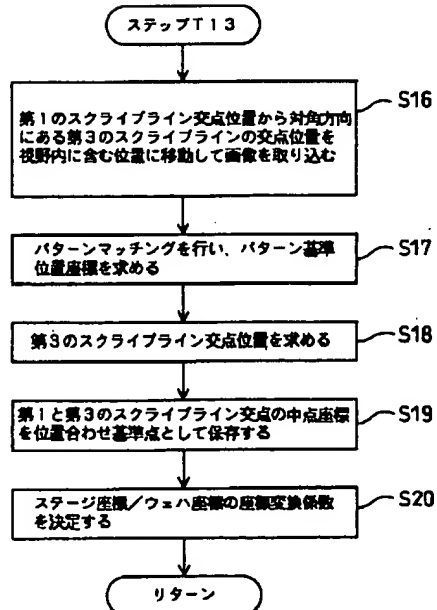 ステップT13
第1のスクライブライン交点位置から対角方向
にある第3のスクライブラインの交点位置を
視野内に含む位置に移動して画像を取り込む
S16
パターンマッチングを行い、パターン基準
位置座標を求める
S17
第3のスクライブライン交点位置を求める
S18
第1と第3のスクライブライン交点の中点座標
を位置合わせ基準点として保存する
S19
ステージ座標/ウェハ座標の座標変換係数
を決定する
S20
リターン